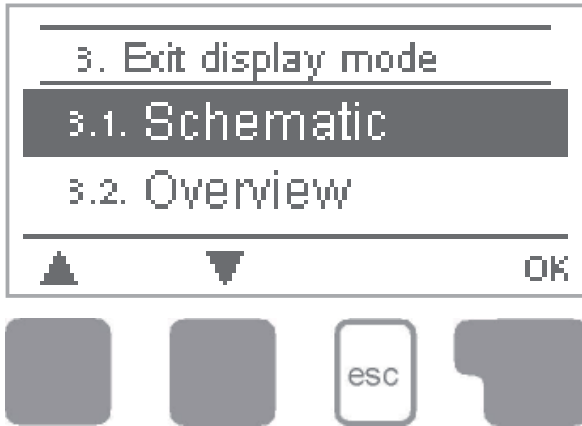 3. Exit display mode
3.1. Schematic
3.2. Overview
OK
esc